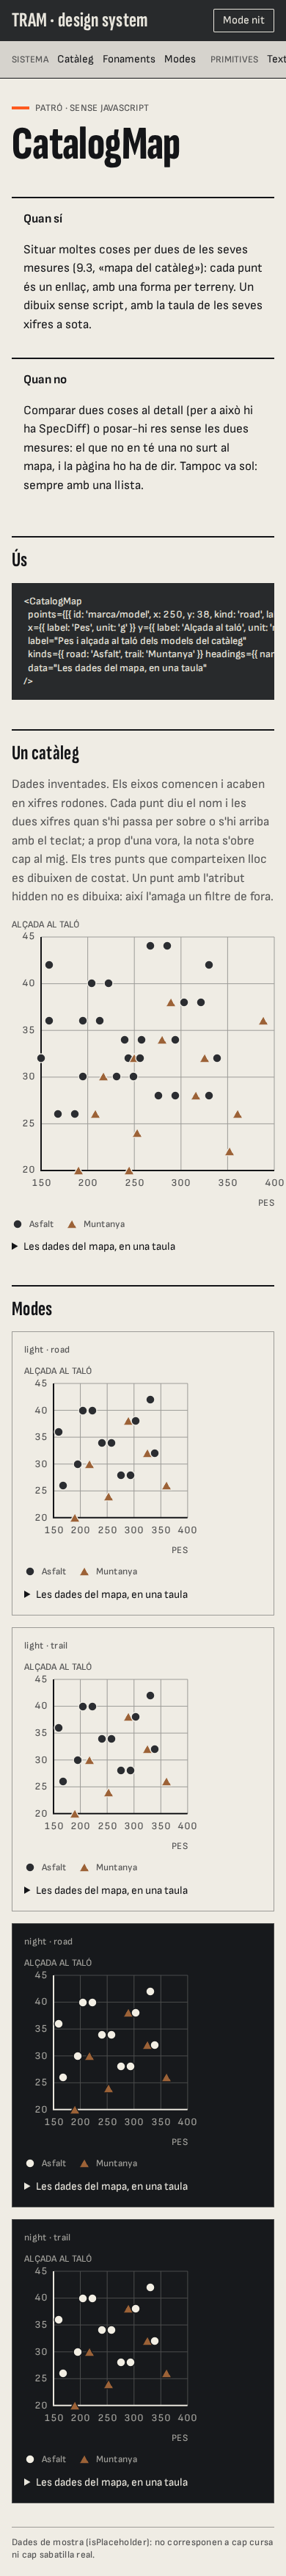 TRAM · design system
Mode nit
SISTEMA Catàleg Fonaments Modes PRIMITIVES
PATRÓ · SENSE JAVASCRIPT
CatalogMap
Quan sí
Situar moltes coses per dues de les seves
mesures (9.3, «mapa del catàleg»): cada punt
és un enllaç, amb una forma per terreny. Un
dibuix sense script, amb la taula de les seves
xifres a sota.
Quan no
Comparar dues coses al detall (per a això hi
ha SpecDiff) o posar-hi res sense les dues
mesures: el que no en té una no surt al
mapa, i la pàgina ho ha de dir. Tampoc va sol:
sempre amb una llista.
Ús
<CatalogMap
points={[{ id: 'marca/model', x: 250, y: 38, kind: 'road',
x={{ label: 'Pes', unit: 'g' }} y={{ label: 'Alçada al taló', unit:
label="Pes i alçada al taló dels models del catàleg"
kinds={{ road: 'Asfalt', trail: 'Muntanya' }} headings={{
data="Les dades del mapa, en una taula"
/>
Un catàleg
Dades inventades. Els eixos comencen i acaben
en xifres rodones. Cada punt diu el nom i les
dues xifres quan s'hi passa per sobre o s'hi arriba
amb el teclat; a prop d'una vora, la nota s'obre
cap al mig. Els tres punts que comparteixen lloc
es dibuixen de costat. Un punt amb l'atribut
hidden no es dibuixa: així l'amaga un filtre de fora.
ALÇADA AL TALÓ
45
40
35
30
25
20
150 200 250 300 350 400
PES
Asfalt Muntanya
Les dades del mapa, en una taula
Modes
light · road
ALÇADA AL TALÓ
45
40
35
30
25
20
150 200 250 300 350 400
PES
Asfalt Muntanya
Les dades del mapa, en una taula
light · trail
ALÇADA AL TALÓ
45
40
35
30
25
20
150 200 250 300 350 400
PES
Asfalt Muntanya
Les dades del mapa, en una taula
night · road
ALÇADA AL TALÓ
45
40
35
30
25
20
150 200 250 300 350 400
PES
Asfalt Muntanya
Les dades del mapa, en una taula
night · trail
ALÇADA AL TALÓ
45
40
35
30
25
20
150 200 250 300 350 400
PES
Asfalt Muntanya
Les dades del mapa, en una taula
Dades de mostra (isPlaceholder): no corresponen a cap cursa
ni cap sabatilla real.